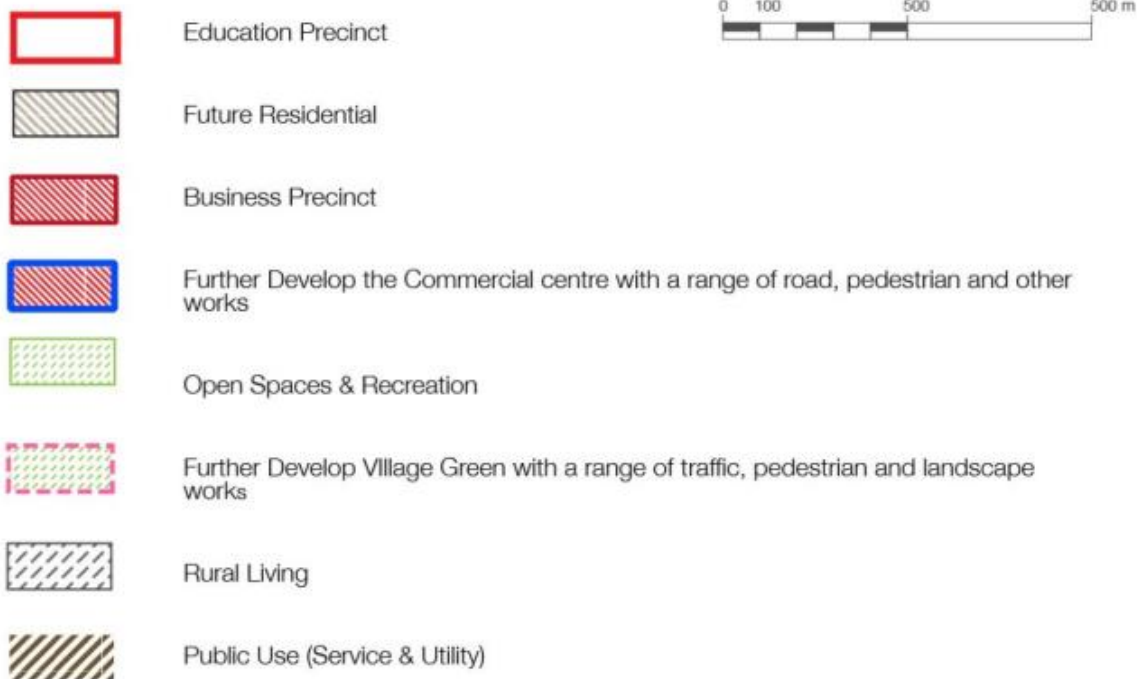 0 100 500 500 m
Education Precinct
Future Residential
Business Precinct
Further Develop the Commercial centre with a range of road, pedestrian and other
works
Open Spaces & Recreation
Further Develop VIllage Green with a range of traffic, pedestrian and landscape
works
Rural Living
Public Use (Service & Utility)